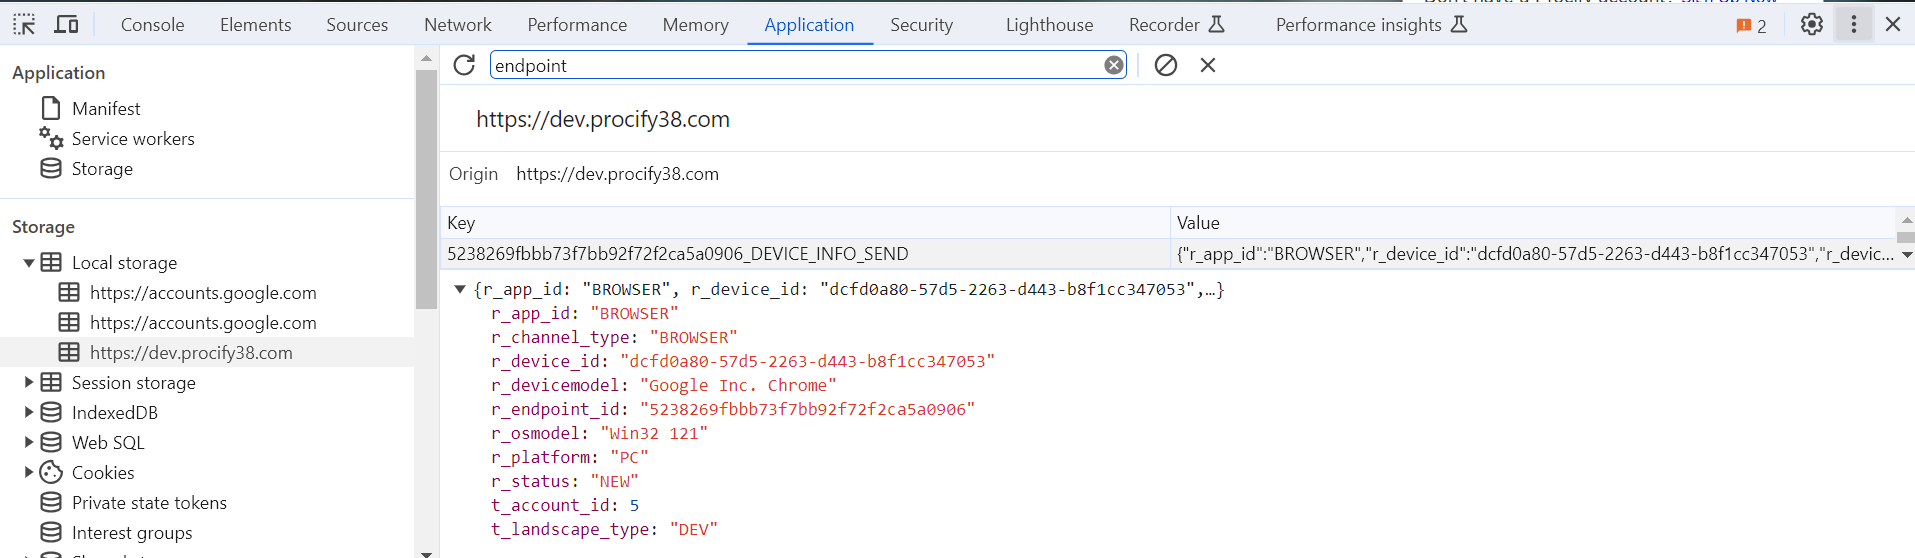 Console Elements Sources Network Performance Memory Application Security Lighthouse Recorder Performance insights 2
Application
Manifest
Service workers
Storage
Storage
Local storage
https://accounts.google.com
https://accounts.google.com
https://dev.procify38.com
Session storage
IndexedDB
Web SQL
Cookies
Private state tokens
Interest groups
endpoint
https://dev.procify38.com
Origin https://dev.procify38.com
Key Value
5238269fbbb73f7bb92f72f2ca5a0906_DEVICE_INFO_SEND {"r_app_id":"BROWSER","r_device_id":"dcfd0a80-57d5-2263-d443-b8f1cc347053","r_devic...
{r_app_id: "BROWSER", r_device_id: "dcfd0a80-57d5-2263-d443-b8f1cc347053",…}
r_app_id: "BROWSER"
r_channel_type: "BROWSER"
r_device_id: "dcfd0a80-57d5-2263-d443-b8f1cc347053"
r_devicemodel: "Google Inc. Chrome"
r_endpoint_id: "5238269fbbb73f7bb92f72f2ca5a0906"
r_osmodel: "Win32 121"
r_platform: "PC"
r_status: "NEW"
t_account_id: 5
t_landscape_type: "DEV"